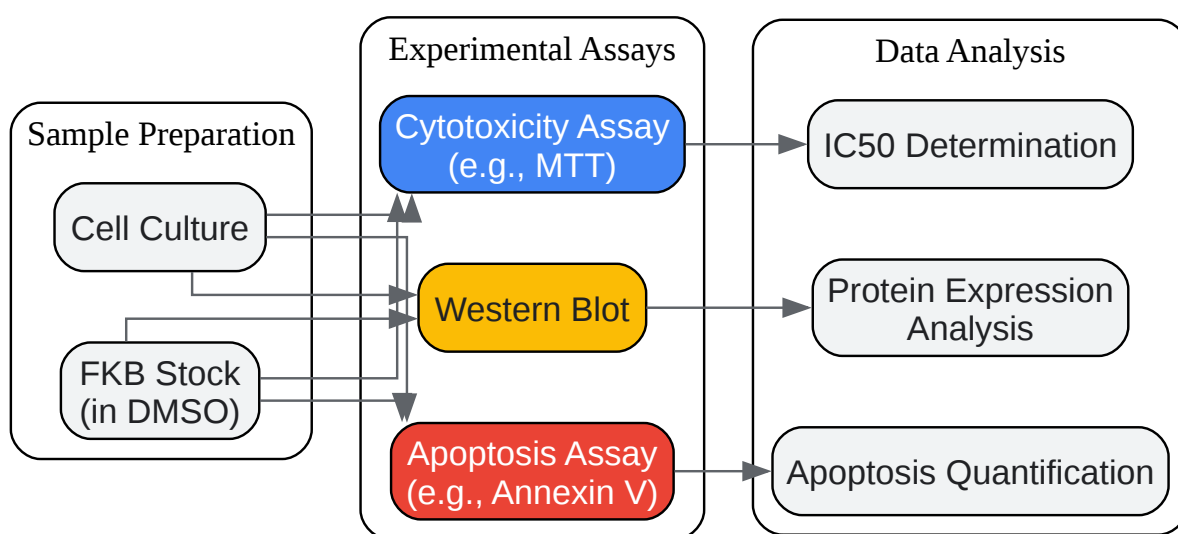 Sample Preparation
Cell Culture
FKB Stock
(in DMSO)
Experimental Assays
Cytotoxicity Assay
(e.g., MTT)
Western Blot
Apoptosis Assay
(e.g., Annexin V)
Data Analysis
IC50 Determination
Protein Expression
Analysis
Apoptosis Quantification